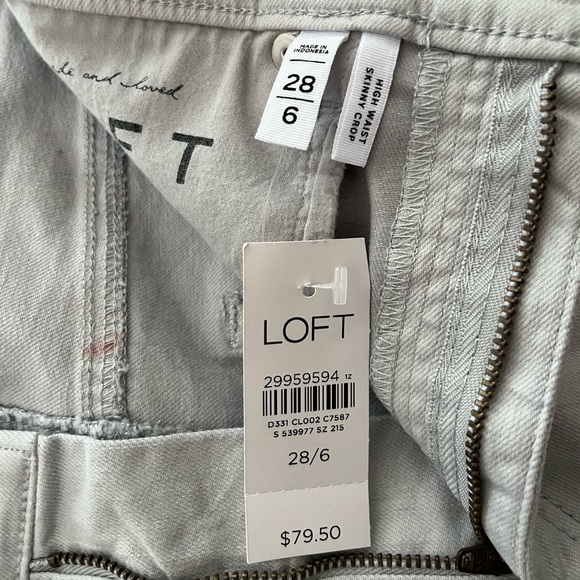 and loved
FT
MADE IN
INDONESIA
28
6
HIGH WAIST
SKINNY CROP
LOFT
29959594 1Z
D331 CL002 C7587
S 539977 SZ 215
28/6
$79.50